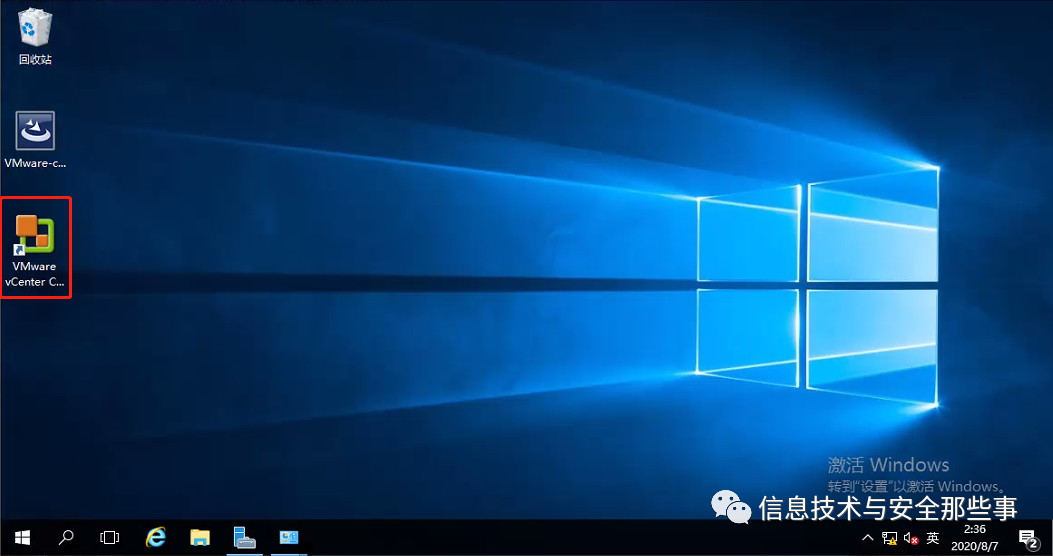 回收站
VMware-c...
VMware
vCenter C...
激活 Windows
转到“设置”以激活 Windows。
信息技术与安全那些事
英
2:36
2020/8/7
2